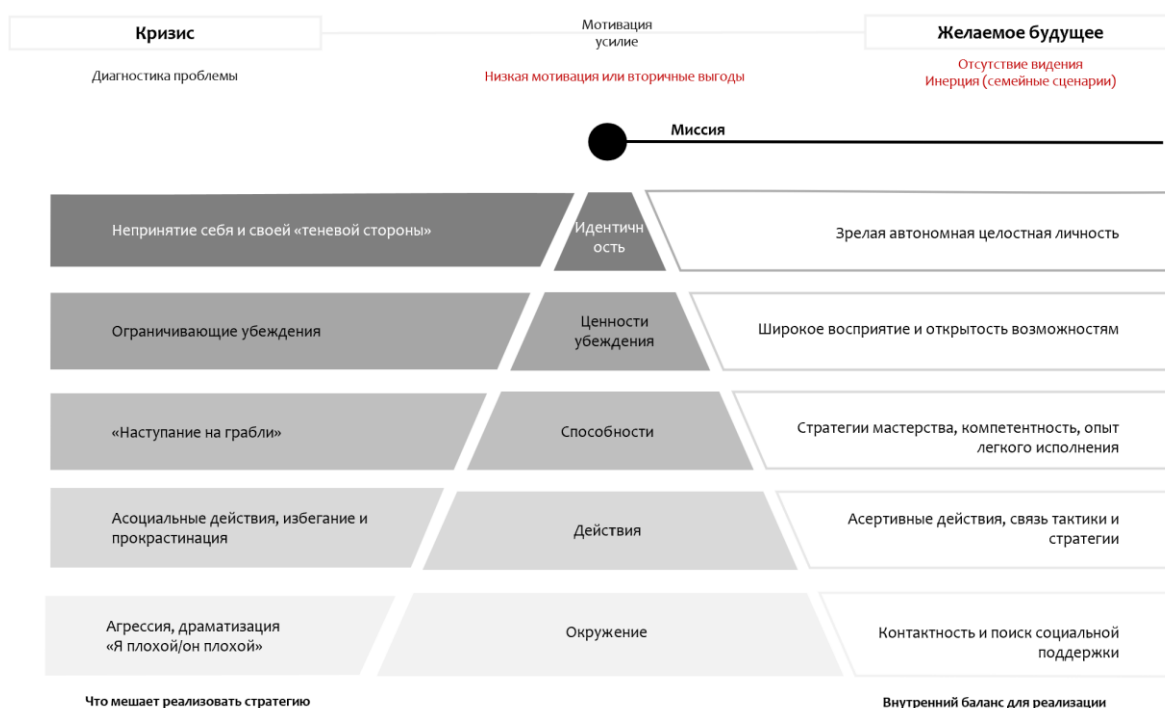 Кризис
Мотивация
усилие
Желаемое будущее
Диагностика проблемы
Низкая мотивация или вторичные выгоды
Отсутствие видения
Инерция (семейные сценарии)
Миссия
Непринятие себя и своей «теневой стороны»
Идентичн
ость
Зрелая автономная целостная личность
Ограничивающие убеждения
Ценности
убеждения
Широкое восприятие и открытость возможностям
«Наступание на грабли»
Способности
Стратегии мастерства, компетентность, опыт
легкого исполнения
Асоциальные действия, избегание и
прокрастинация
Действия
Асертивные действия, связь тактики и
стратегии
Агрессия, драматизация
«Я плохой/он плохой»
Окружение
Контактность и поиск социальной
поддержки
Что мешает реализовать стратегию
Внутренний баланс для реализации